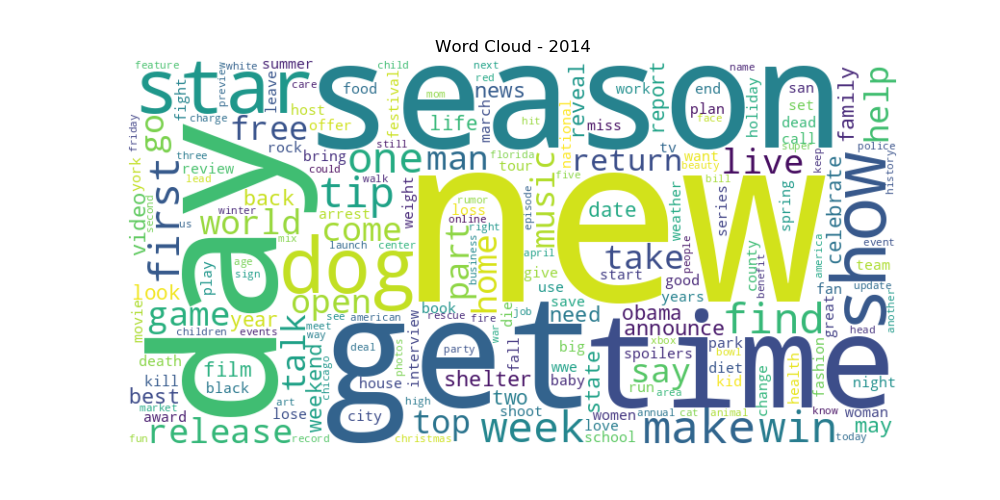 Word Cloud - 2014
feature
preview
white
summer
child
next
name
star
season
fight
leave
care
food
festival
mom
red
news
reveal
work
report
end
san
plan
holiday
set
family
help
charge
host
offer
life
march
hit
national
miss
face
dead
call
go
free
rock
still
tv
super
police
friday
york
three
bring
one
man
florida
tour
return
want
beauty
live
keep
history
video
review
could
walk
five
bill
first
lead
day
tip
weight
new
show
second
winter
back
rumor
loss
online
episode
music
date
weather
series
spring
celebrate
us
world
arrest
come
part
right
business
people
county
america
event
mix
dog
launch
center
home
april
take
age
sign
play
give
start
good
benefit
team
look
open
use
years
fan
update
movie
game
year
book
rescue
fire
job
die
save
need
obama
announce
find
great
another
children
events
talk
see
american
meet
way
get
interview
war
time
head
death
film
deal
photos
party
fall
big
state
spoilers
xbox
park
bowl
kill
black
chicago
house
shelter
wwe
baby
say
run
area
diet
kid
health
change
fashion
night
best
weekend
high
two
market
art
lose
city
shoot
women
annual
cat
animal
know
woman
award
top
week
love
make
win
may
fun
release
record
christmas
school
today